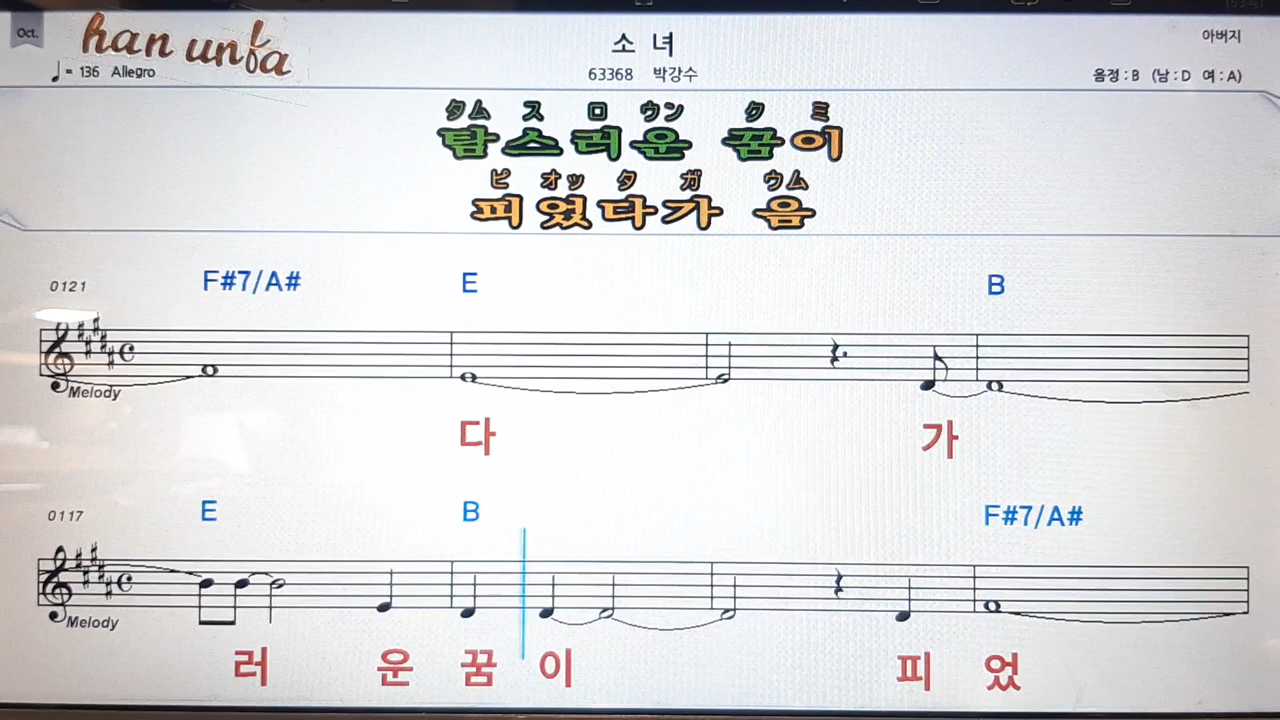 Oct.
han unfa
소 녀
아버지
♩= 136 Allegro
63368 박강수
음정 : B (남 : D 여 : A)
タム ス ロ ウン ク ミ
탐스러운 꿈이
ピ オッ タ ガ ウム
피었다가 음
0121 F#7/A# E B
Melody
다 가
0117 E B F#7/A#
Melody
러 운 꿈 이 피 었